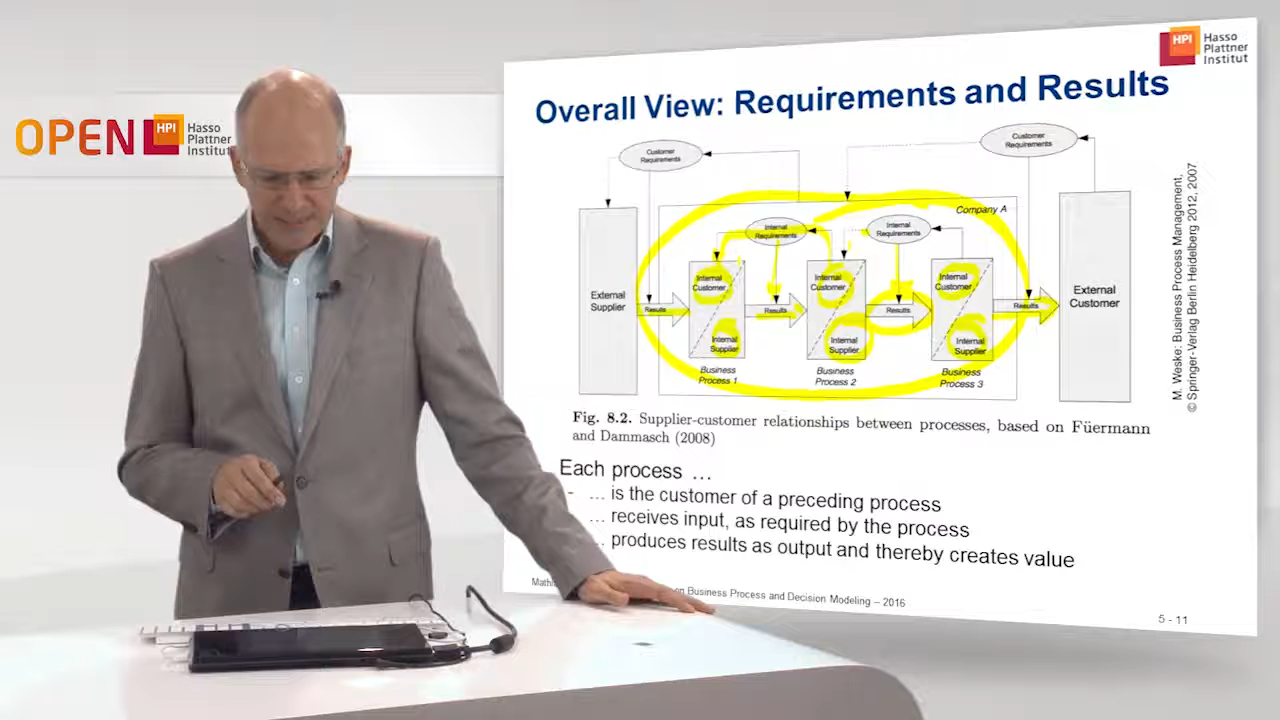 OPEN HPI Hasso
Plattner
Institut
HPI Hasso
Plattner
Institut
Overall View: Requirements and Results
Customer
Requirements
Customer
Requirements
Company A
Internal
Requirements
Internal
Requirements
External
Supplier
Results
Internal
Customer
Internal
Supplier
Results
Internal
Customer
Internal
Supplier
Results
Internal
Customer
Internal
Supplier
Results
External
Customer
Business
Process 1
Business
Process 2
Business
Process 3
M. Weske: Business Process Management,
© Springer-Verlag Berlin Heidelberg 2012, 2007
Fig. 8.2. Supplier-customer relationships between processes, based on Füermann
and Dammasch (2008)
Each process ...
- ... is the customer of a preceding process
... receives input, as required by the process
... produces results as output and thereby creates value
on Business Process and Decision Modeling – 2016
5 - 11